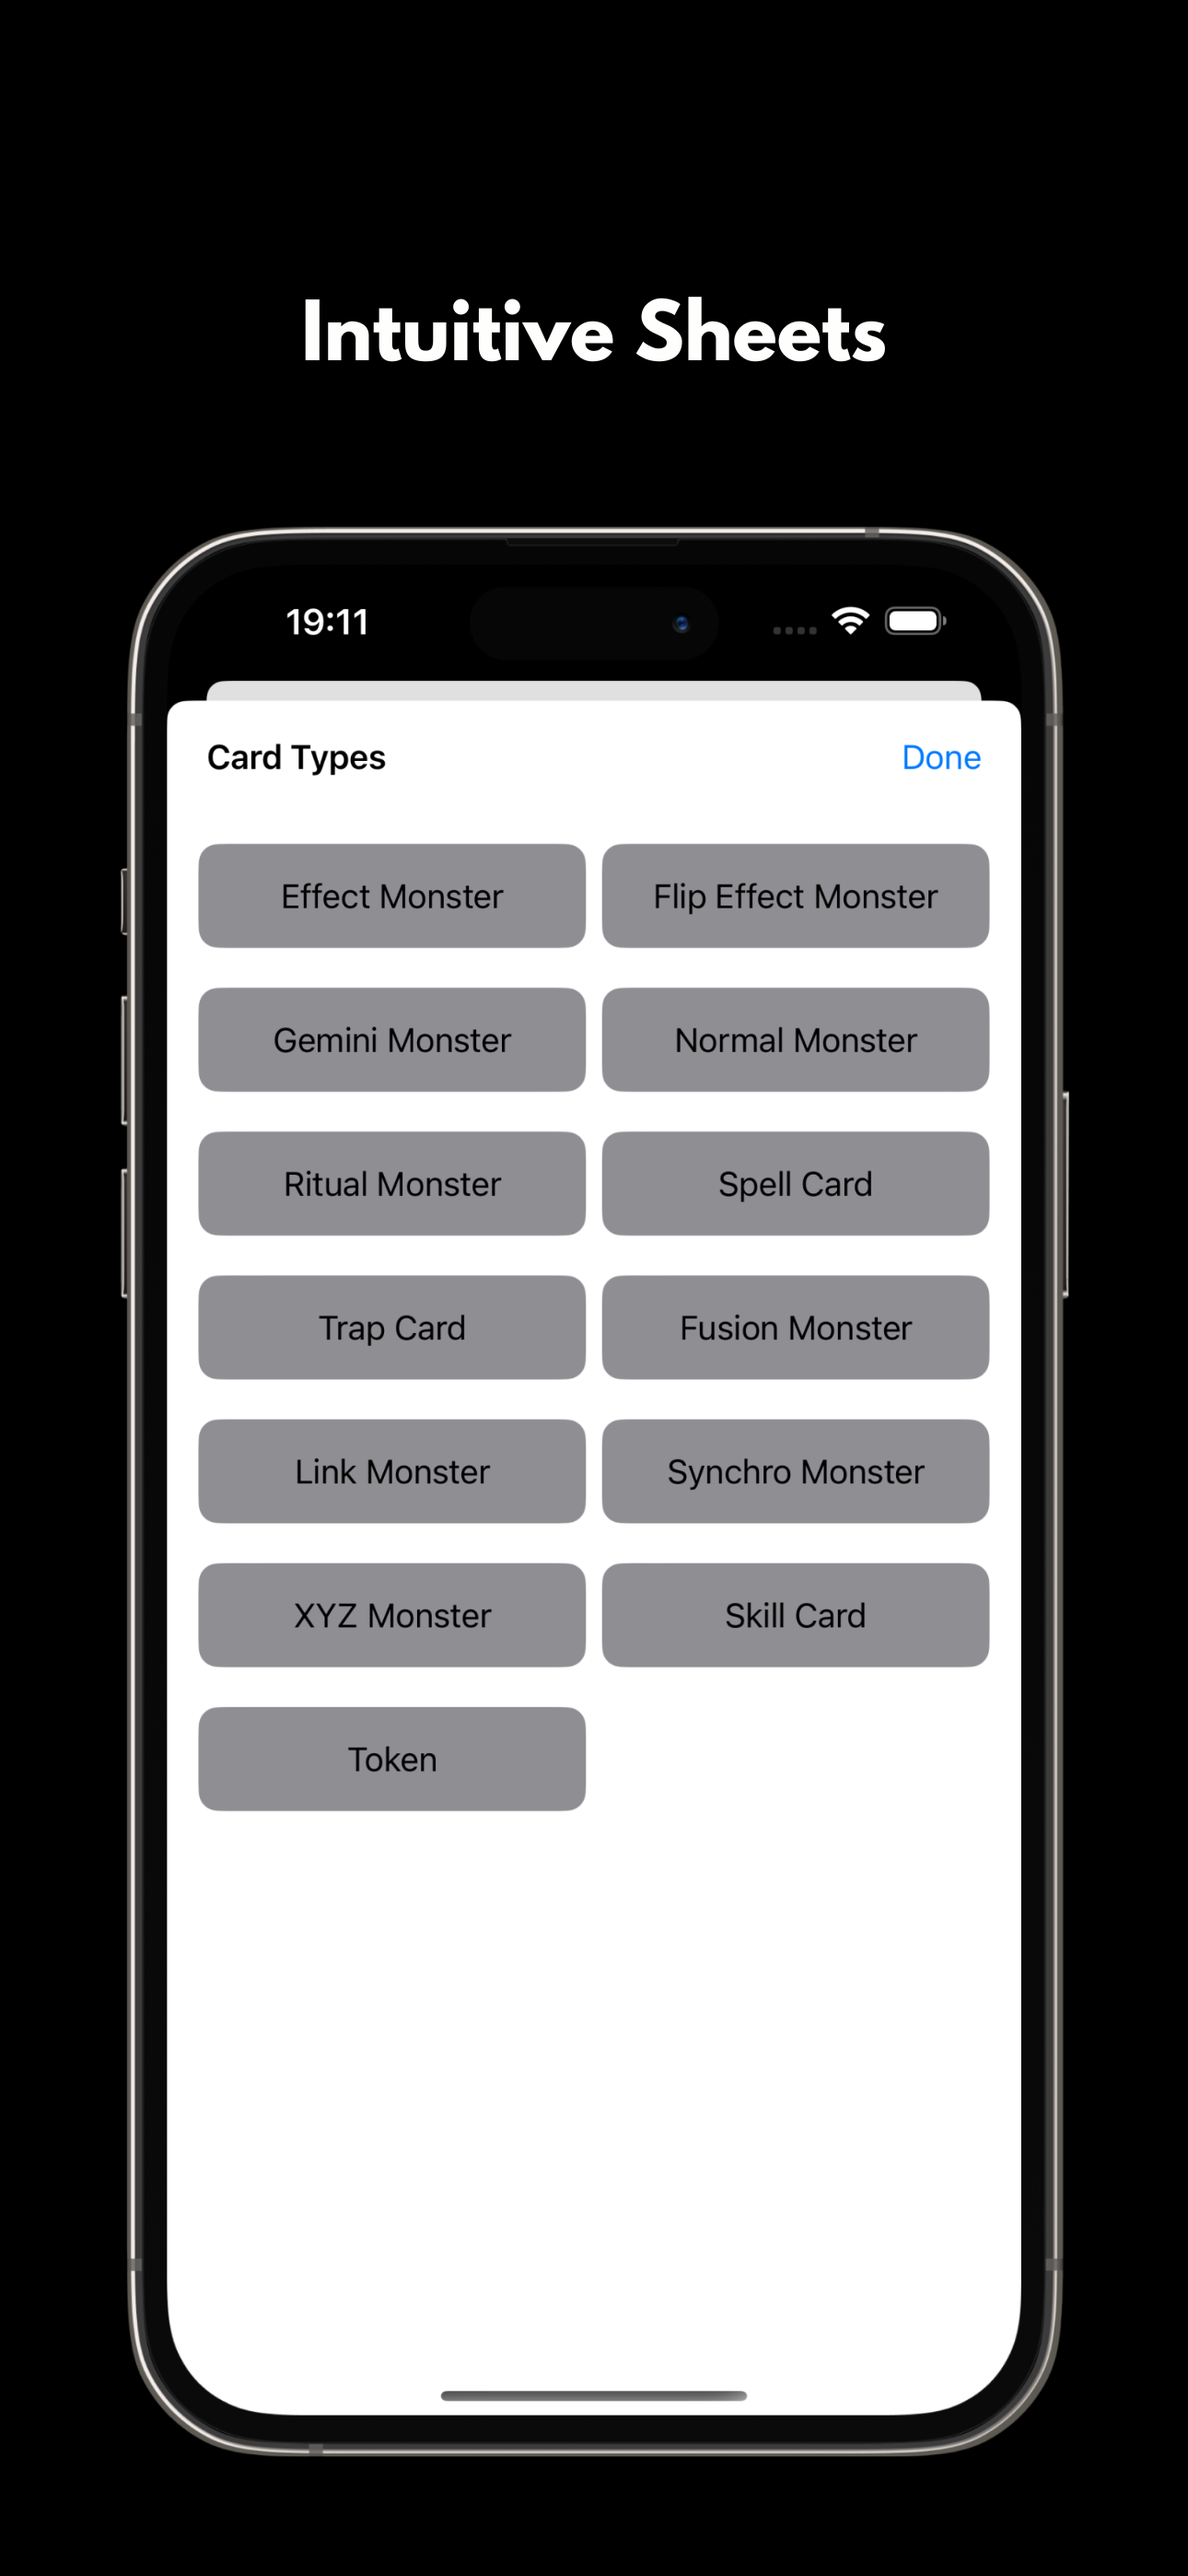 Intuitive Sheets
19:11
Card Types
Done
Effect Monster
Flip Effect Monster
Gemini Monster
Normal Monster
Ritual Monster
Spell Card
Trap Card
Fusion Monster
Link Monster
Synchro Monster
XYZ Monster
Skill Card
Token